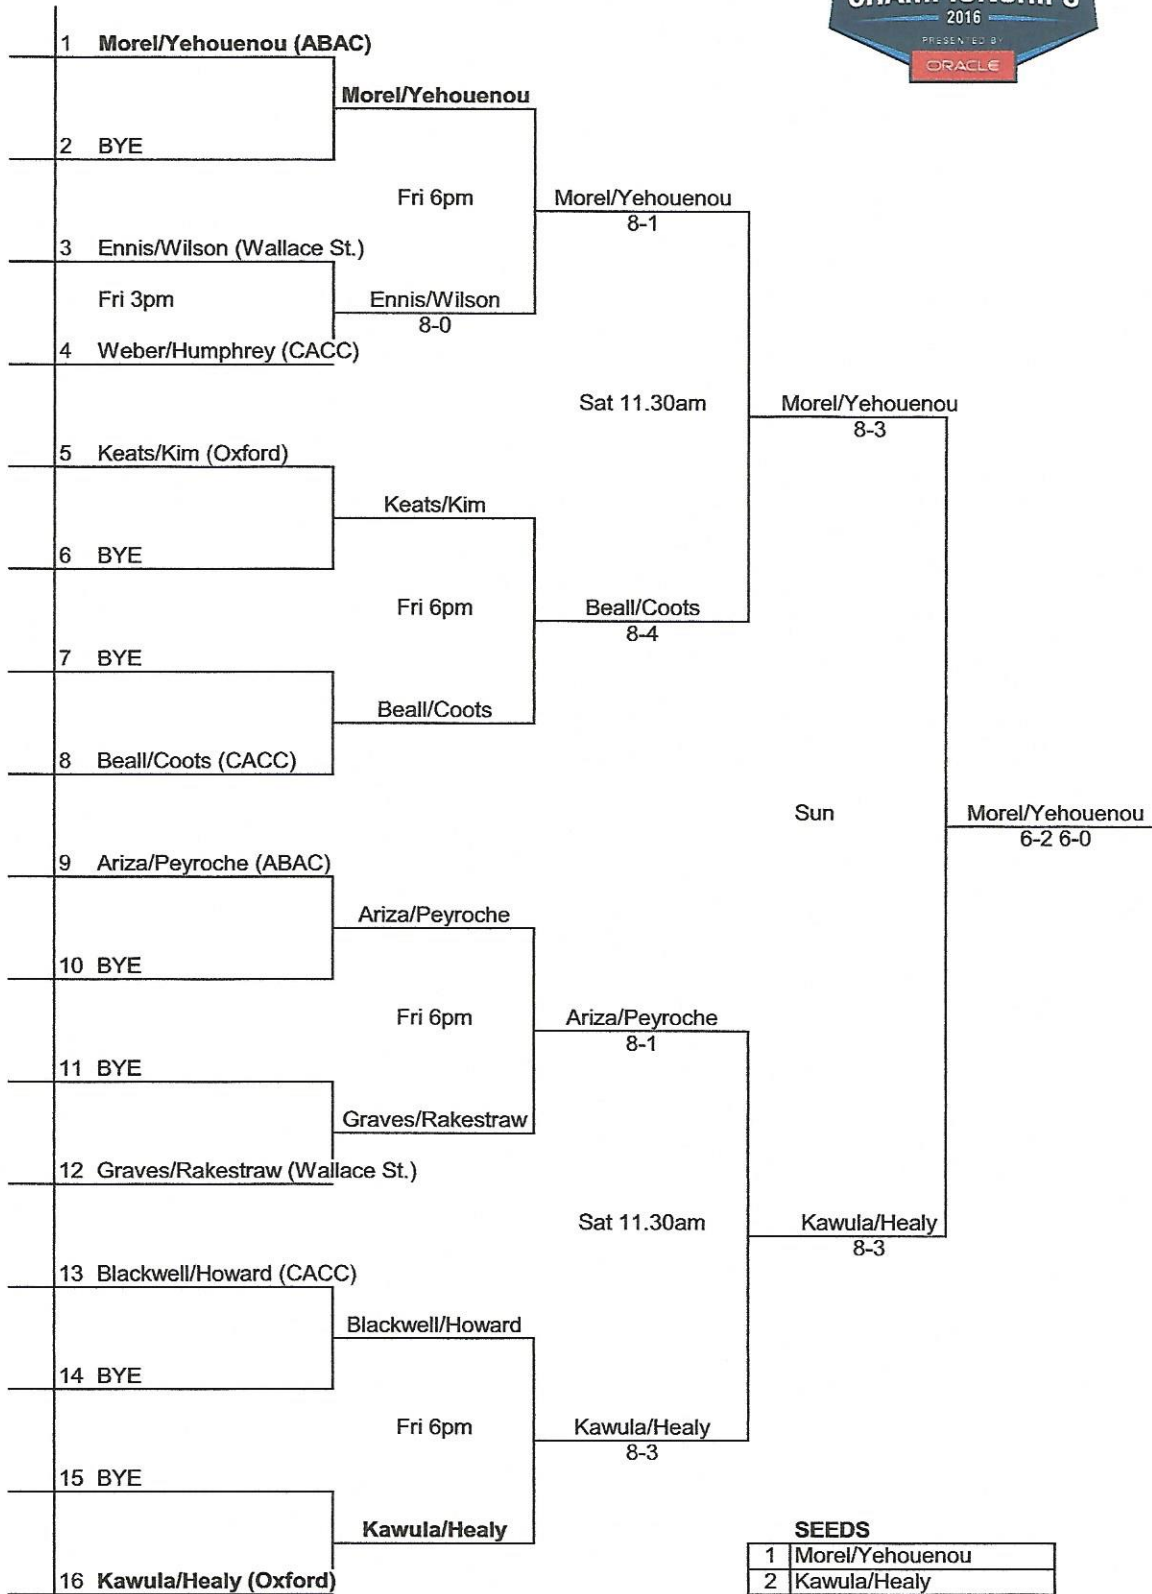 2016
PRESENTED BY
ORACLE
1 Morel/Yehouenou (ABAC)
Morel/Yehouenou
2 BYE
Fri 6pm
Morel/Yehouenou
8-1
3 Ennis/Wilson (Wallace St.)
Fri 3pm
Ennis/Wilson
8-0
4 Weber/Humphrey (CACC)
Sat 11.30am
Morel/Yehouenou
8-3
5 Keats/Kim (Oxford)
Keats/Kim
6 BYE
Fri 6pm
Beall/Coots
8-4
7 BYE
Beall/Coots
8 Beall/Coots (CACC)
Sun
Morel/Yehouenou
6-2 6-0
9 Ariza/Peyroche (ABAC)
Ariza/Peyroche
10 BYE
Fri 6pm
Ariza/Peyroche
8-1
11 BYE
Graves/Rakestraw
12 Graves/Rakestraw (Wallace St.)
Sat 11.30am
Kawula/Healy
8-3
13 Blackwell/Howard (CACC)
Blackwell/Howard
14 BYE
Fri 6pm
Kawula/Healy
8-3
15 BYE
Kawula/Healy
16 Kawula/Healy (Oxford)
SEEDS
1 Morel/Yehouenou
2 Kawula/Healy